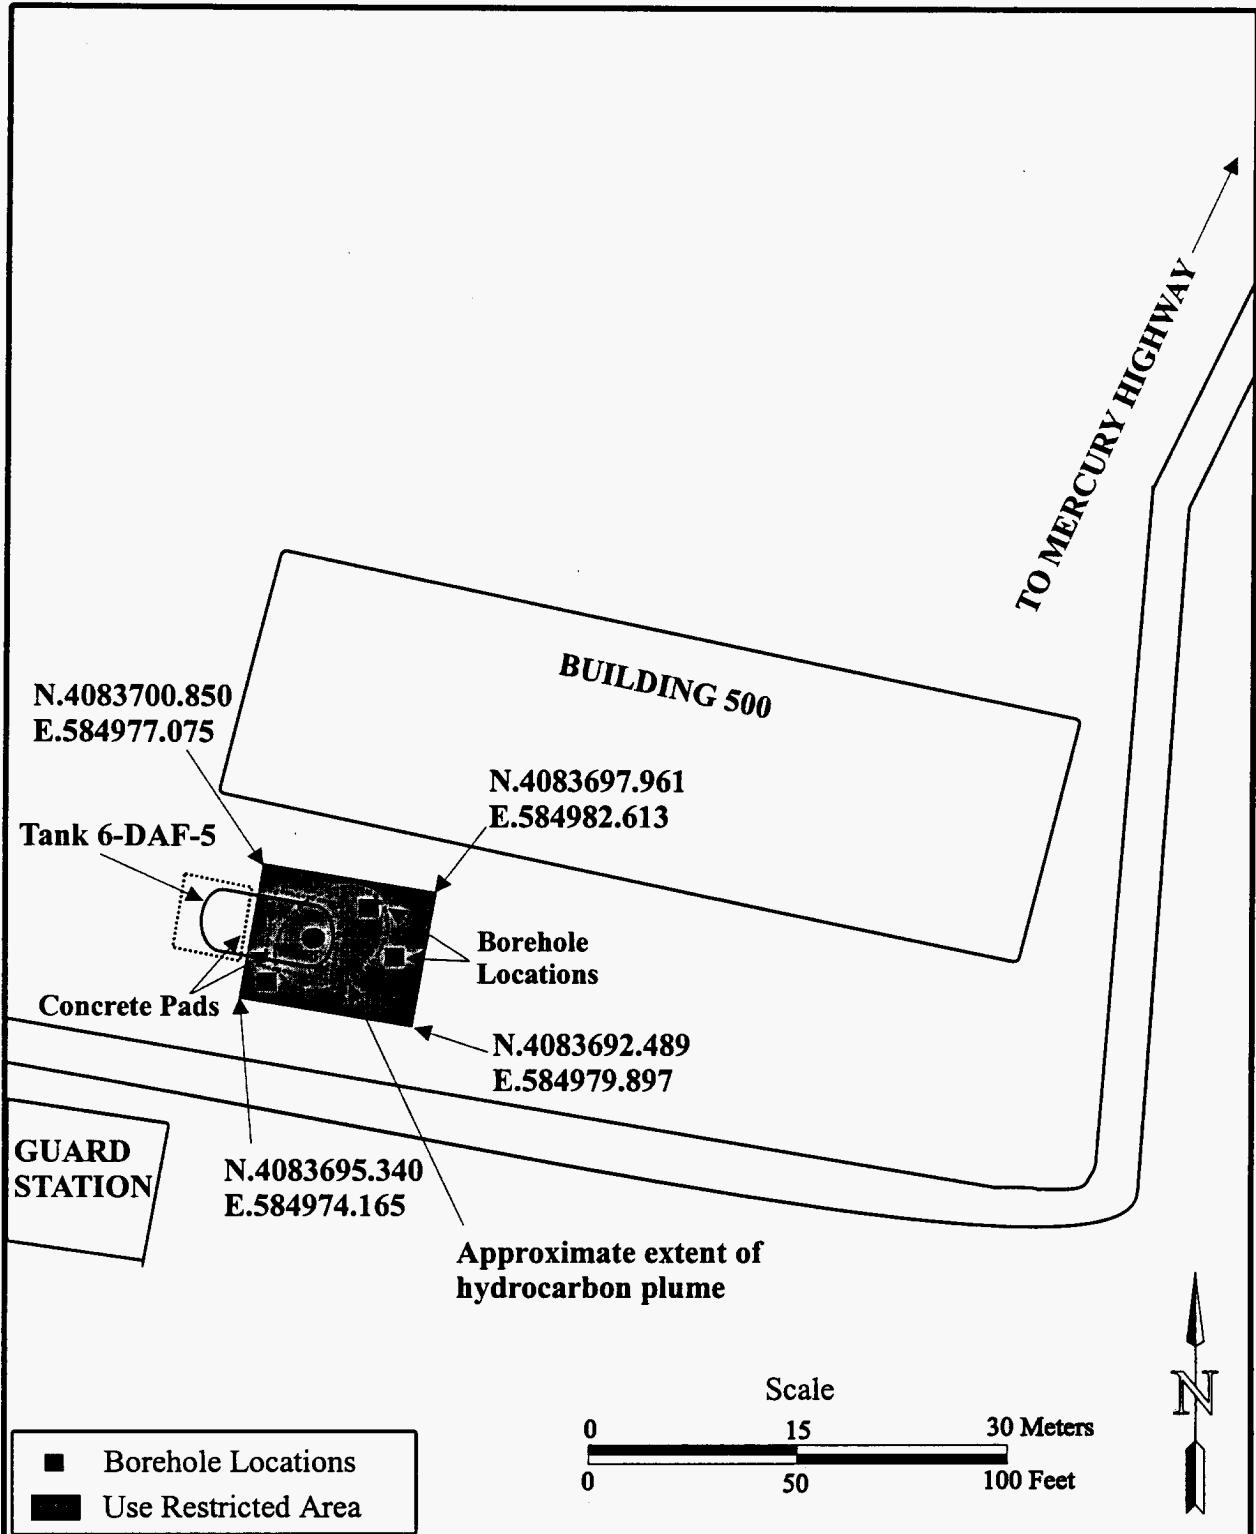 TO MERCURY HIGHWAY
BUILDING 500
N.4083700.850
E.584977.075
N.4083697.961
E.584982.613
Tank 6-DAF-5
Borehole
Locations
Concrete Pads
N.4083692.489
E.584979.897
GUARD
STATION
N.4083695.340
E.584974.165
Approximate extent of
hydrocarbon plume
Scale
0 15 30 Meters
0 50 100 Feet
N
Borehole Locations
Use Restricted Area